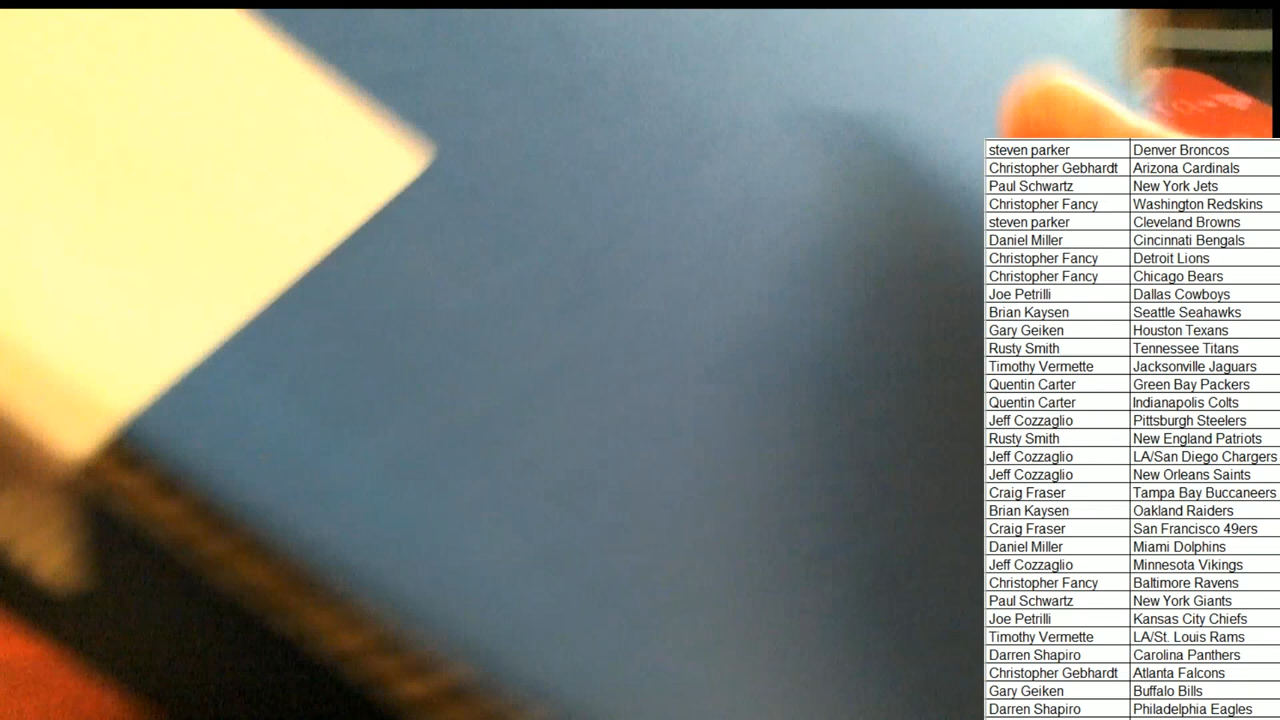 steven parker Denver Broncos
Christopher Gebhardt Arizona Cardinals
Paul Schwartz New York Jets
Christopher Fancy Washington Redskins
steven parker Cleveland Browns
Daniel Miller Cincinnati Bengals
Christopher Fancy Detroit Lions
Christopher Fancy Chicago Bears
Joe Petrilli Dallas Cowboys
Brian Kaysen Seattle Seahawks
Gary Geiken Houston Texans
Rusty Smith Tennessee Titans
Timothy Vermette Jacksonville Jaguars
Quentin Carter Green Bay Packers
Quentin Carter Indianapolis Colts
Jeff Cozzaglio Pittsburgh Steelers
Rusty Smith New England Patriots
Jeff Cozzaglio LA/San Diego Chargers
Jeff Cozzaglio New Orleans Saints
Craig Fraser Tampa Bay Buccaneers
Brian Kaysen Oakland Raiders
Craig Fraser San Francisco 49ers
Daniel Miller Miami Dolphins
Jeff Cozzaglio Minnesota Vikings
Christopher Fancy Baltimore Ravens
Paul Schwartz New York Giants
Joe Petrilli Kansas City Chiefs
Timothy Vermette LA/St. Louis Rams
Darren Shapiro Carolina Panthers
Christopher Gebhardt Atlanta Falcons
Gary Geiken Buffalo Bills
Darren Shapiro Philadelphia Eagles